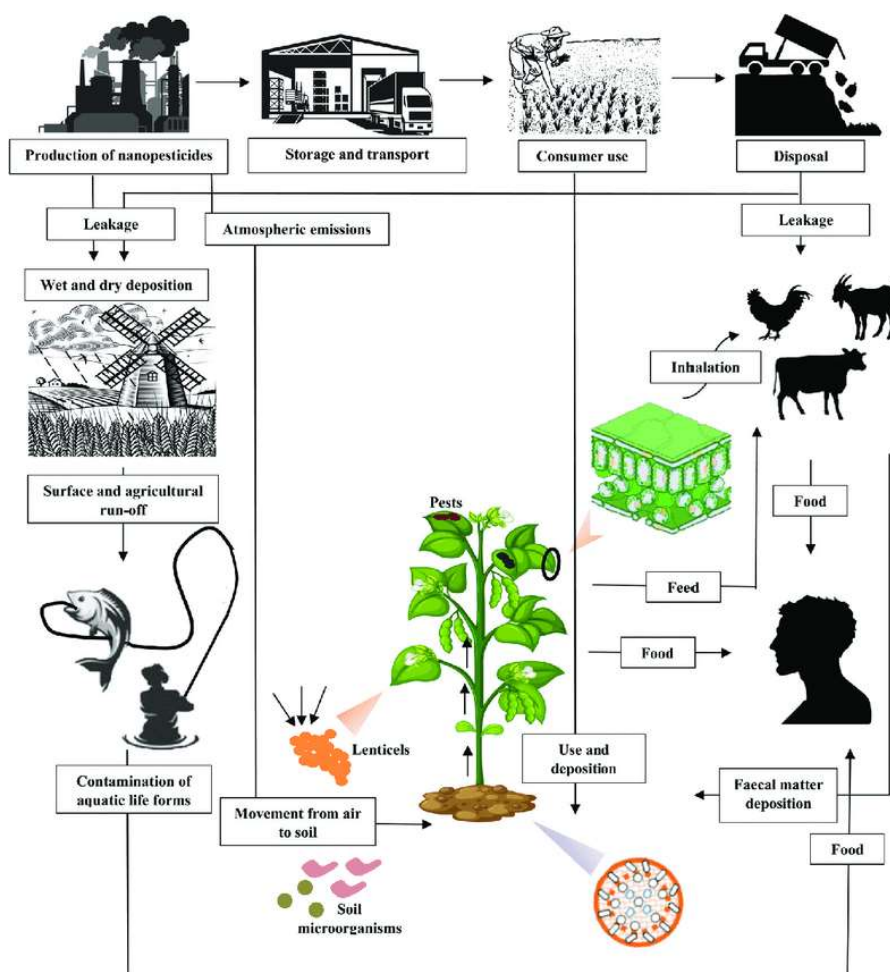 Production of nanopesticides
Storage and transport
Consumer use
Disposal
Leakage
Atmospheric emissions
Leakage
Wet and dry deposition
Inhalation
Surface and agricultural
run-off
Pests
Food
Feed
Food
Lenticels
Use and
deposition
Contamination of
aquatic life forms
Faecal matter
deposition
Movement from air
to soil
Food
Soil
microorganisms